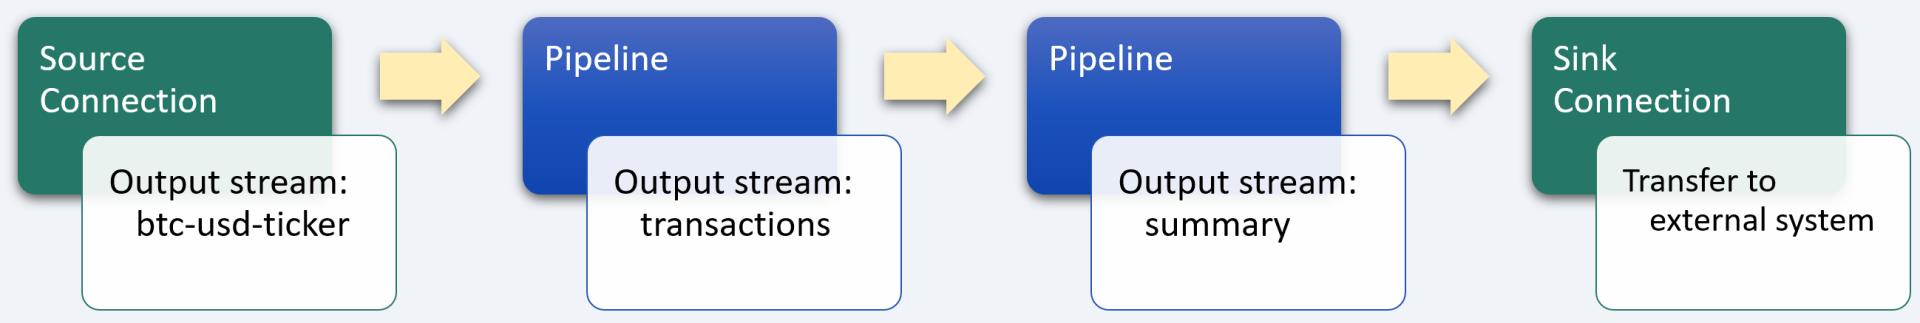 Source
Connection
Output stream:
btc-usd-ticker
Pipeline
Output stream:
transactions
Pipeline
Output stream:
summary
Sink
Connection
Transfer to
external system